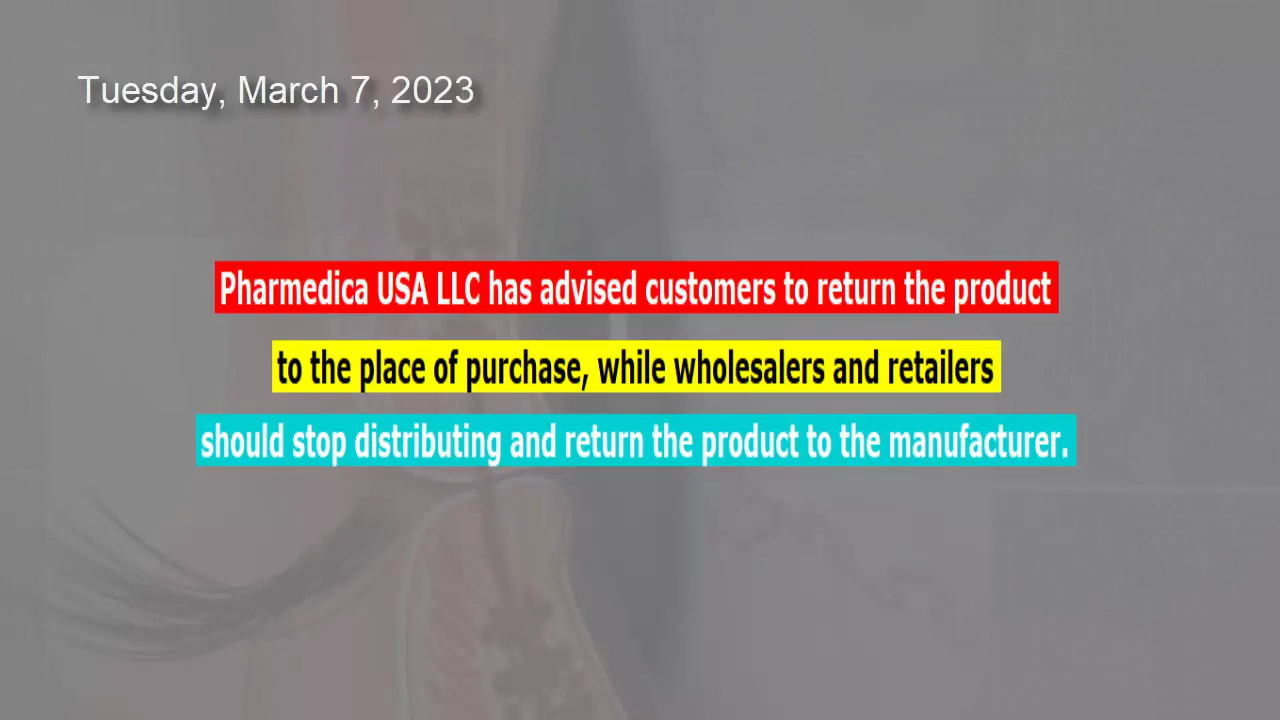 Tuesday, March 7, 2023
Pharmedica USA LLC has advised customers to return the product
to the place of purchase, while wholesalers and retailers
should stop distributing and return the product to the manufacturer.